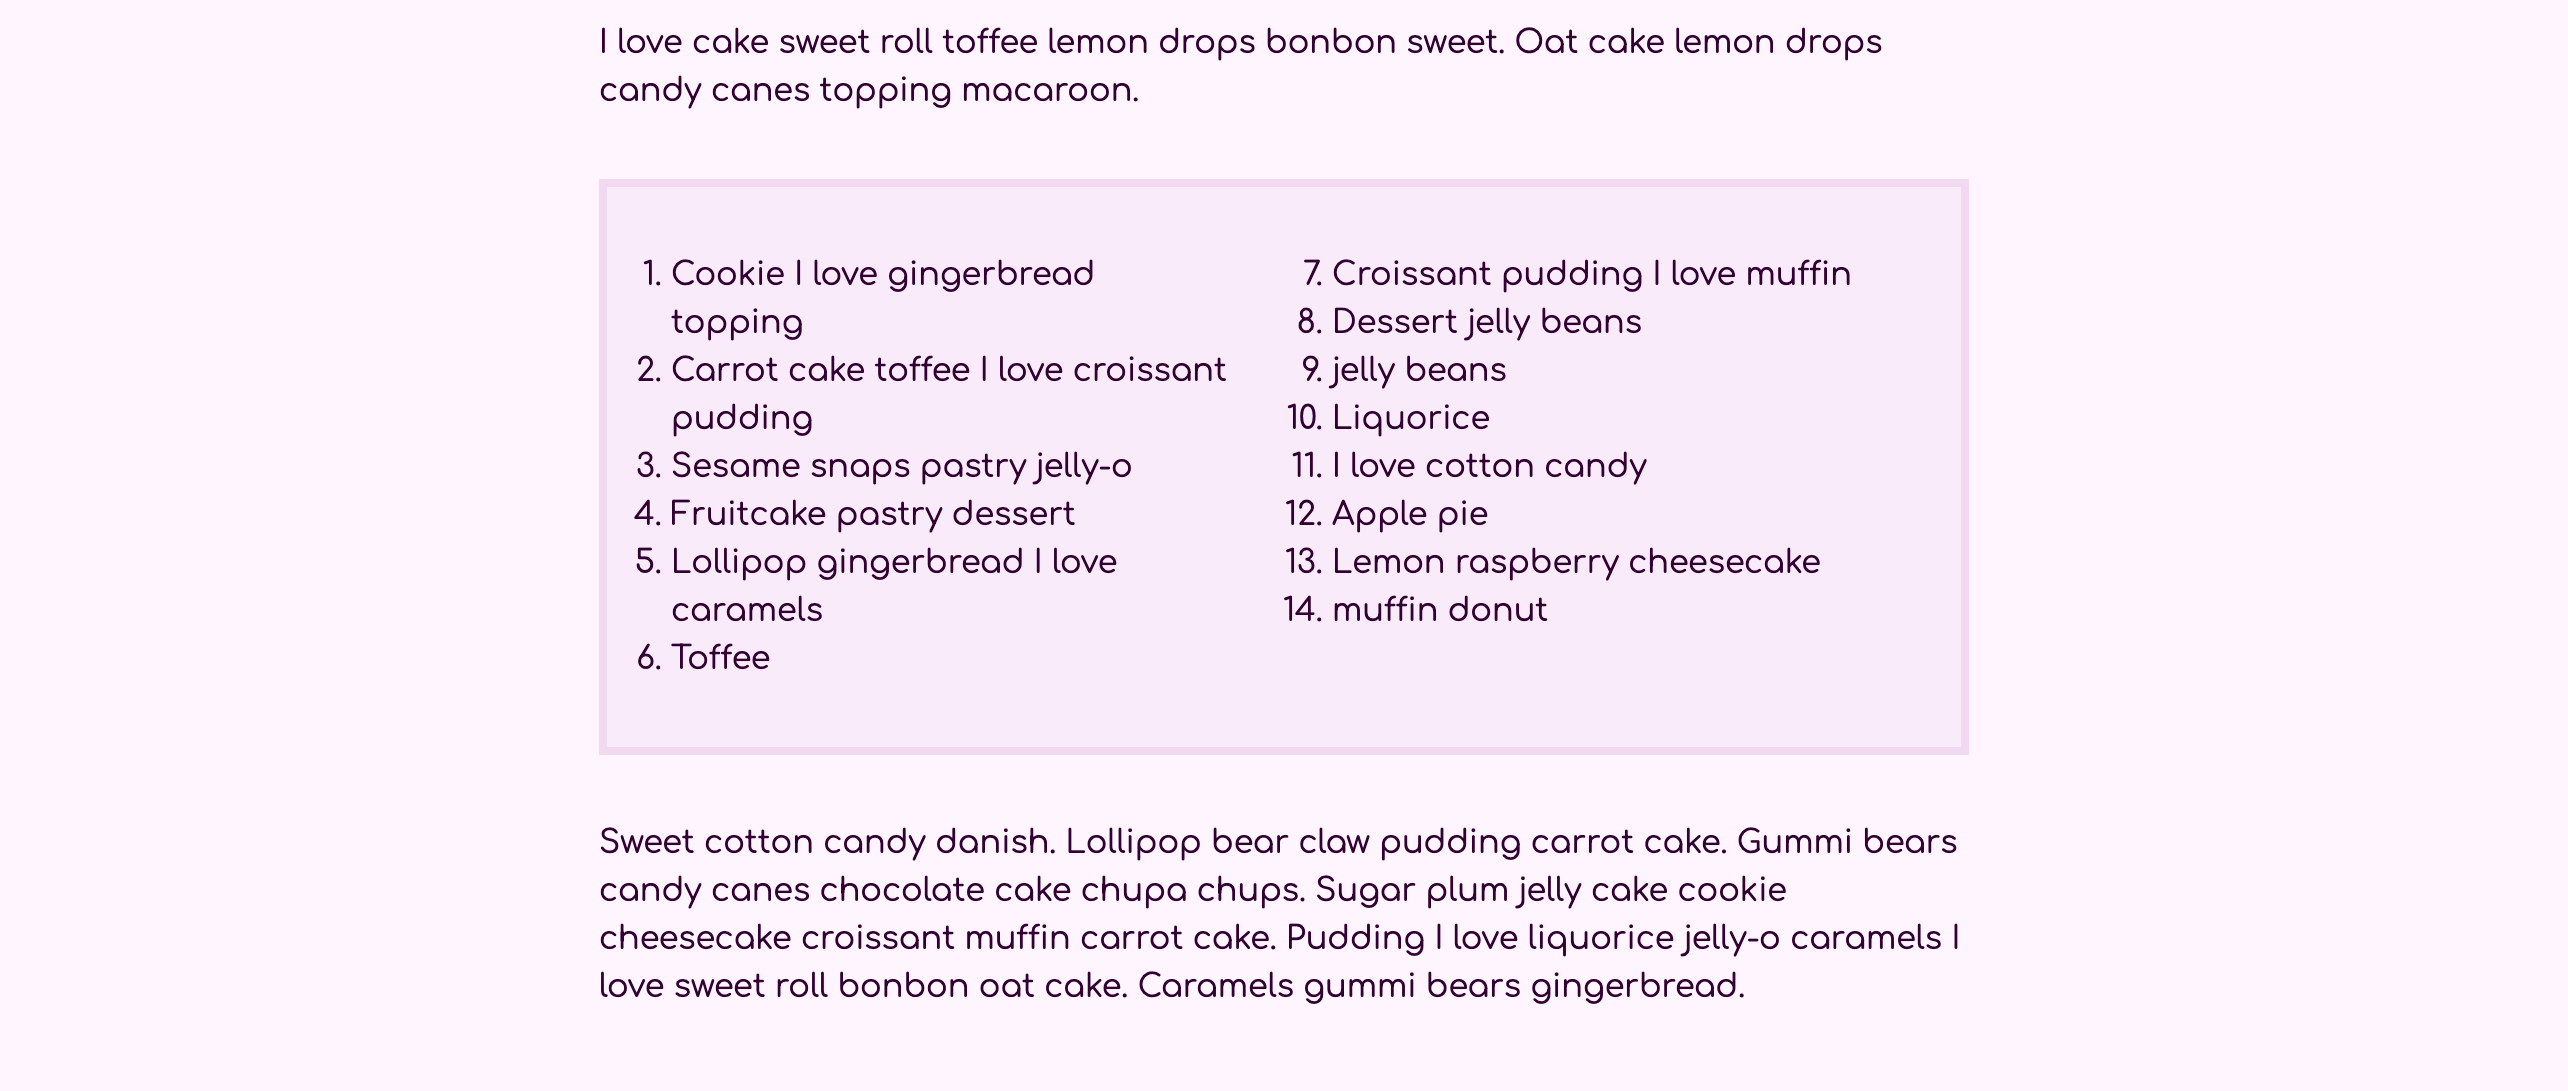 I love cake sweet roll toffee lemon drops bonbon sweet. Oat cake lemon drops
candy canes topping macaroon.
1. Cookie I love gingerbread
topping
2. Carrot cake toffee I love croissant
pudding
3. Sesame snaps pastry jelly-o
4. Fruitcake pastry dessert
5. Lollipop gingerbread I love
caramels
6. Toffee
7. Croissant pudding I love muffin
8. Dessert jelly beans
9. jelly beans
10. Liquorice
11. I love cotton candy
12. Apple pie
13. Lemon raspberry cheesecake
14. muffin donut
Sweet cotton candy danish. Lollipop bear claw pudding carrot cake. Gummi bears
candy canes chocolate cake chupa chups. Sugar plum jelly cake cookie
cheesecake croissant muffin carrot cake. Pudding I love liquorice jelly-o caramels I
love sweet roll bonbon oat cake. Caramels gummi bears gingerbread.